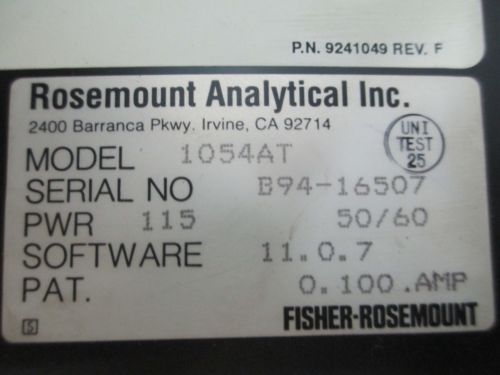 P.N. 9241049 REV. F
Rosemount Analytical Inc.
2400 Barranca Pkwy. Irvine, CA 92714
UNI
TEST
25
MODEL 1054AT
SERIAL NO B94-16507
PWR 115 50/60
SOFTWARE 11.0.7
PAT. 0.100.AMP
FISHER-ROSEMOUNT